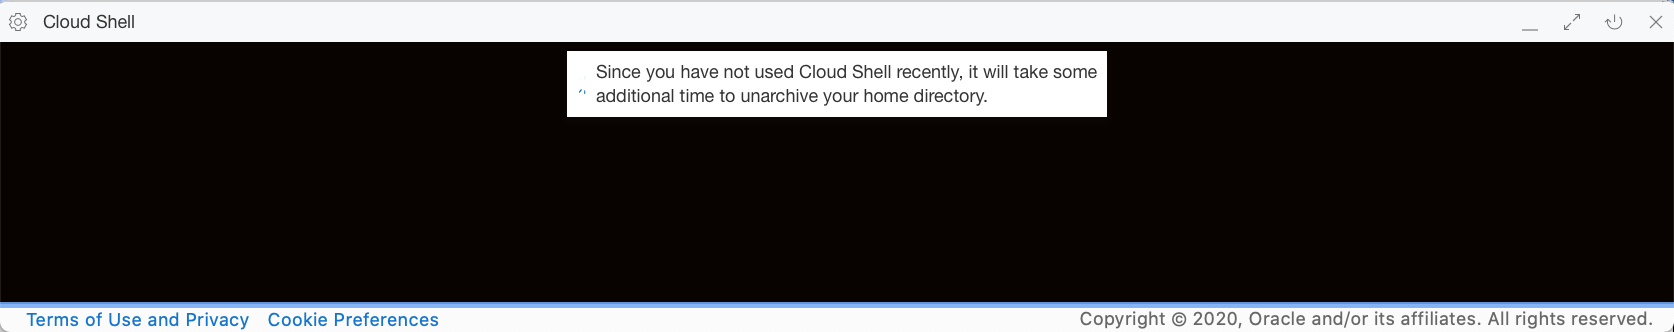 Cloud Shell
Since you have not used Cloud Shell recently, it will take some
additional time to unarchive your home directory.
Terms of Use and Privacy Cookie Preferences Copyright © 2020, Oracle and/or its affiliates. All rights reserved.